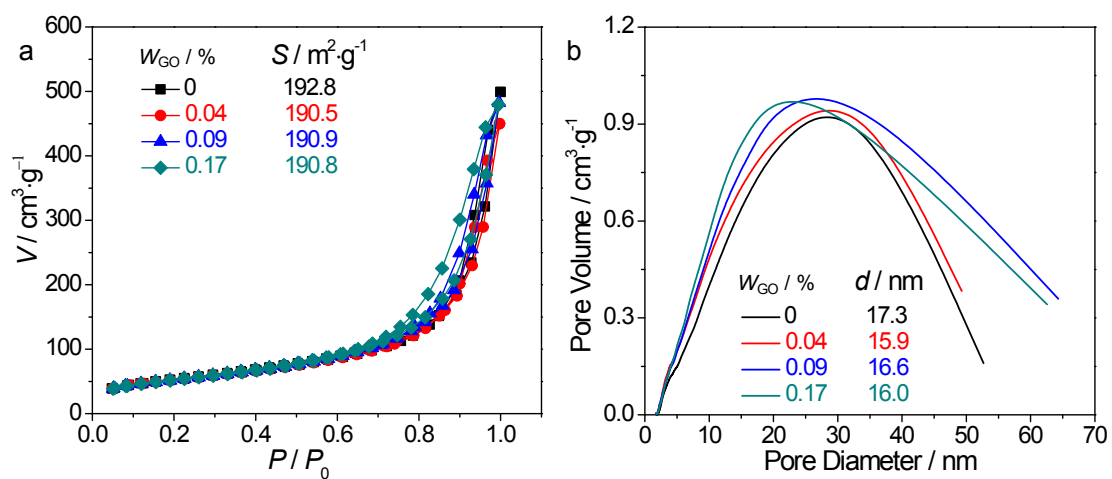 a
600
500
400
300
200
100
0
V / cm³·g⁻¹
W_GO / % S / m²·g⁻¹
0 192.8
0.04 190.5
0.09 190.9
0.17 190.8
0.0 0.2 0.4 0.6 0.8 1.0
P / P₀
b
1.2
0.9
0.6
0.3
0.0
Pore Volume / cm³·g⁻¹
W_GO / % d / nm
0 17.3
0.04 15.9
0.09 16.6
0.17 16.0
0 10 20 30 40 50 60 70
Pore Diameter / nm